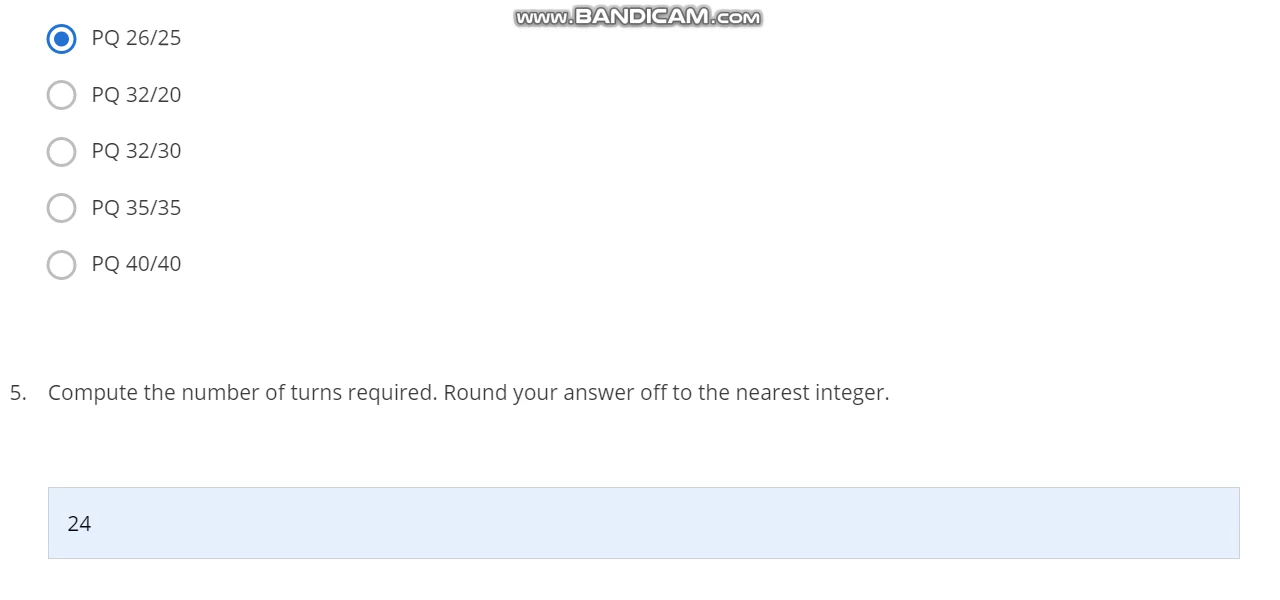 www.BANDICAM.COM
PQ 26/25
PQ 32/20
PQ 32/30
PQ 35/35
PQ 40/40
5. Compute the number of turns required. Round your answer off to the nearest integer.
24